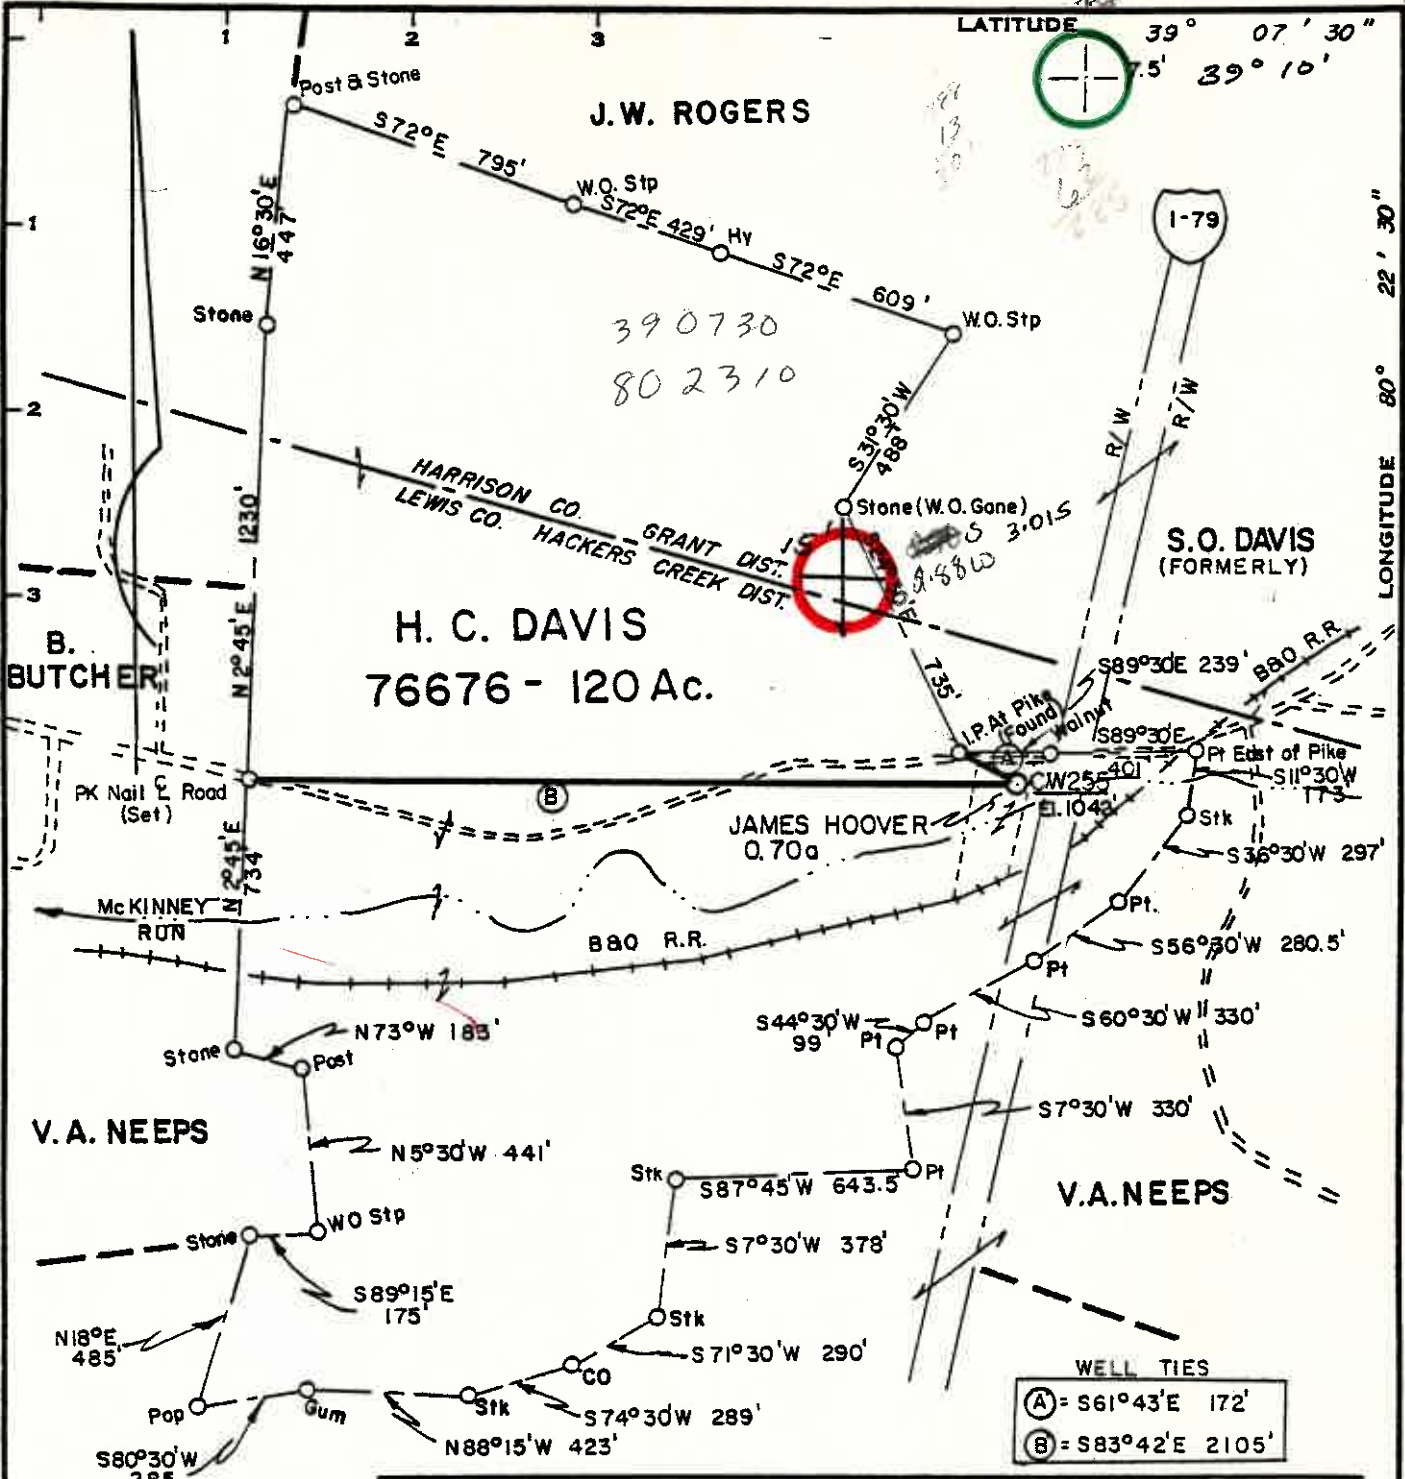 LATITUDE 39° 07' 30"
7.5' 39° 10'
1 2 3
Post & Stone
J.W. ROGERS
13
S72°E 795'
W.O. Stp
S72°E 429'
Hy
S72°E 609'
W.O. Stp
I-79
1
N16°30'E
447'
Stone
390730
802310
S31°30'W
488'
R/W
R/W
LONGITUDE 80° 22' 30"
2
HARRISON CO. GRANT DIST.
LEWIS CO. HACKERS CREEK DIST.
Stone (W.O. Gone)
1S
S 3.01S
S.O. DAVIS
(FORMERLY)
3
N2°45'E 1230'
H. C. DAVIS
76676 - 120 Ac.
B.
BUTCHER
735'
S89°30'E 239'
B&O R.R.
I.P. At Pike
(Found)
Walnut
S89°30'E
401
Pt East of Pike
A
CW255
El. 1043'
S11°30'W
173'
PK Nail ℄ Road
(Set)
B
JAMES HOOVER
0.70a
Stk
S36°30'W 297'
N2°45'E
734'
McKINNEY
RUN
B&O R.R.
Pt.
S56°30'W 280.5'
Pt
S60°30'W 330'
S44°30'W
99'
Pt
Pt
N73°W 183'
Stone
Post
S7°30'W 330'
V.A. NEEPS
N5°30'W 441'
Stk
S87°45'W 643.5'
Pt
V.A. NEEPS
WO Stp
Stone
S7°30'W 378'
S89°15'E
175'
Stk
N18°E
485'
S71°30'W 290'
CO
Pop
Gum
Stk
S74°30'W 289'
N88°15'W 423'
S80°30'W
WELL TIES
A = S61°43'E 172'
B = S83°42'E 2105'